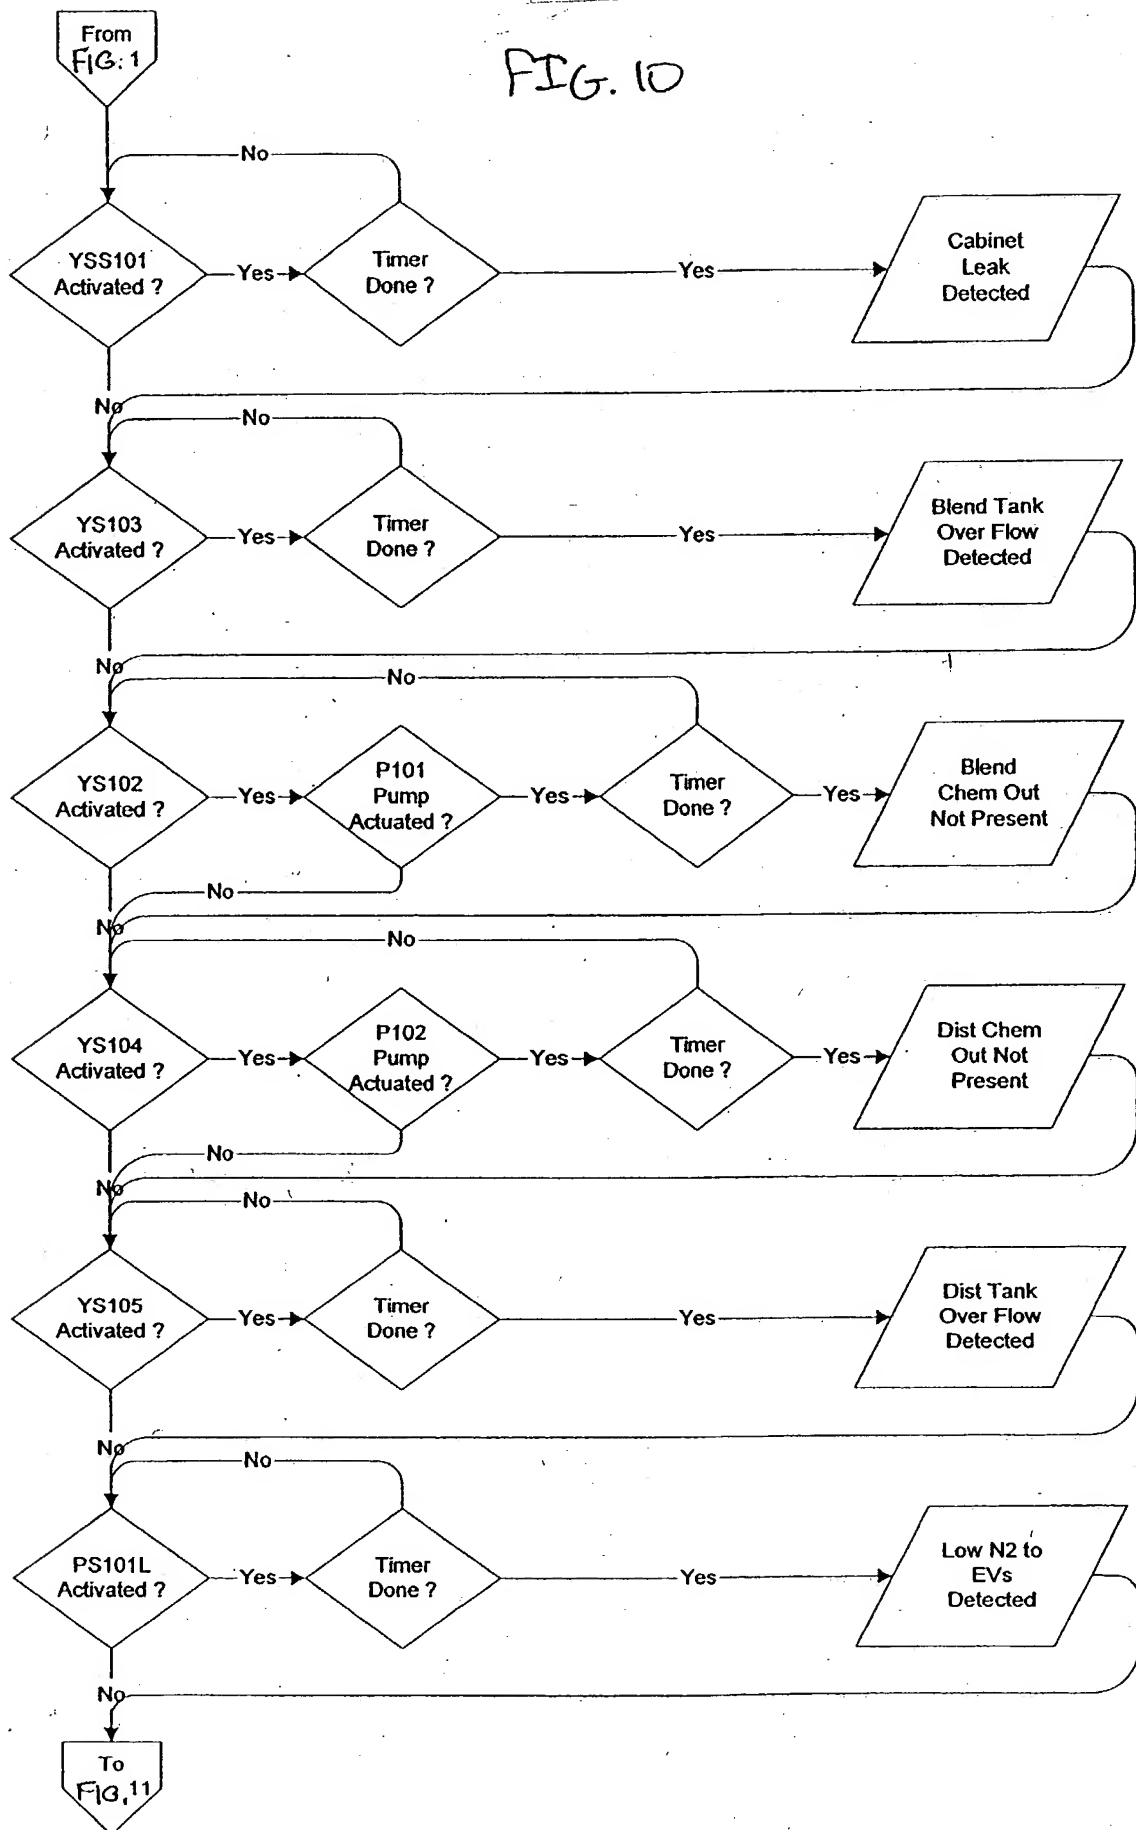 From
FIG. 1
FIG. 10
No
YSS101
Activated ?
Yes
Timer
Done ?
Yes
Cabinet
Leak
Detected
No
No
YS103
Activated ?
Yes
Timer
Done ?
Yes
Blend Tank
Over Flow
Detected
No
No
YS102
Activated ?
Yes
P101
Pump
Actuated ?
Yes
Timer
Done ?
Yes
Blend
Chem Out
Not Present
No
No
No
YS104
Activated ?
Yes
P102
Pump
Actuated ?
Yes
Timer
Done ?
Yes
Dist Chem
Out Not
Present
No
No
No
YS105
Activated ?
Yes
Timer
Done ?
Yes
Dist Tank
Over Flow
Detected
No
No
PS101L
Activated ?
Yes
Timer
Done ?
Yes
Low N2 to
EVs
Detected
No
To
FIG. 11